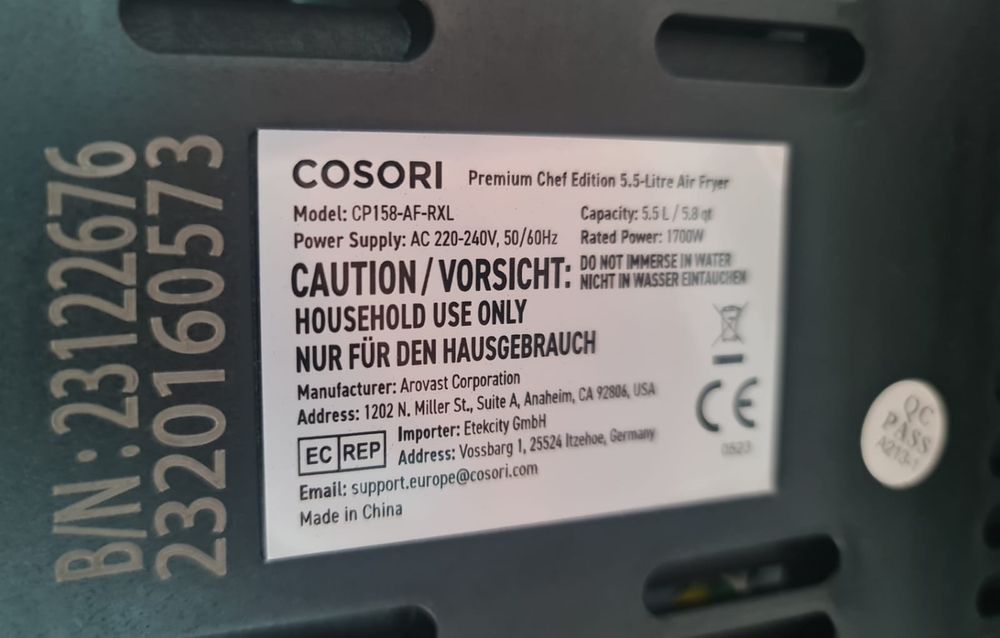 B/N:2312676
2320160573
COSORI Premium Chef Edition 5.5-Litre Air Fryer
Model: CP158-AF-RXL Capacity: 5.5 L / 5.8 qt
Power Supply: AC 220-240V, 50/60Hz Rated Power: 1700W
CAUTION / VORSICHT: DO NOT IMMERSE IN WATER
NICHT IN WASSER EINTAUCHEN
HOUSEHOLD USE ONLY
NUR FÜR DEN HAUSGEBRAUCH
Manufacturer: Arovast Corporation
Address: 1202 N. Miller St., Suite A, Anaheim, CA 92806, USA
EC REP
Importer: Etekcity GmbH
Address: Vossbarg 1, 25524 Itzehoe, Germany
Email: support.europe@cosori.com
Made in China
CE
0523
QC
PASS
A213-1